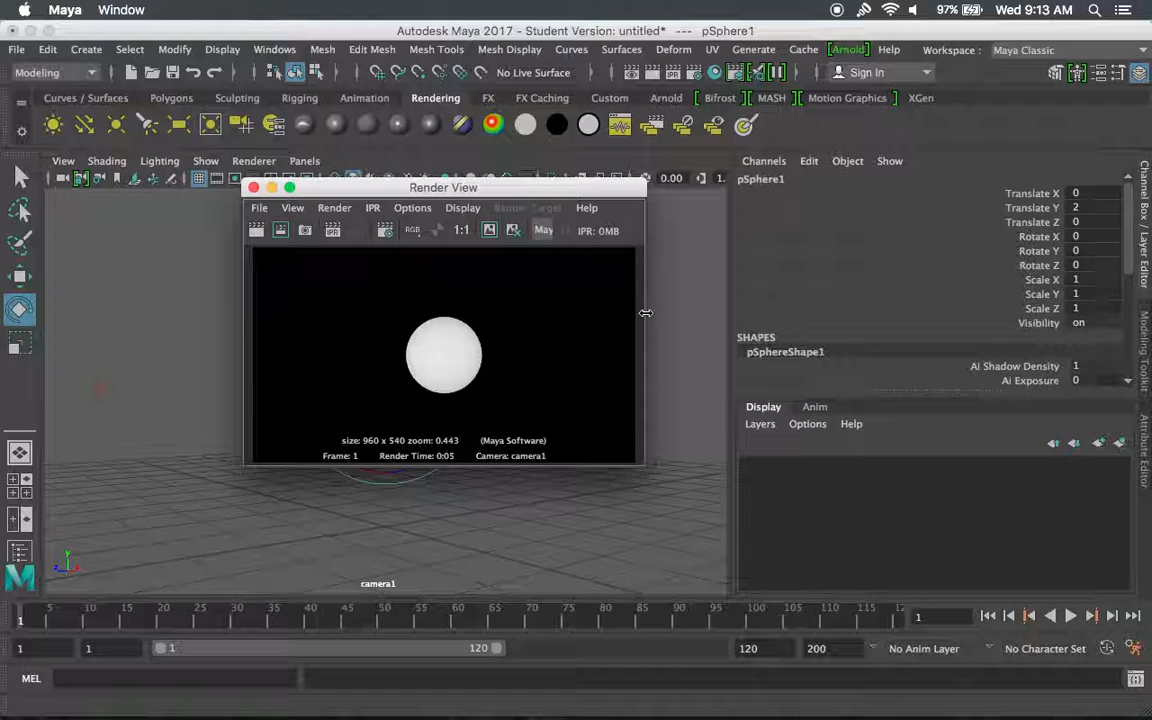 Maya Window 97% Wed 9:13 AM
Autodesk Maya 2017 - Student Version: untitled* --- pSphere1
File Edit Create Select Modify Display Windows Mesh Edit Mesh Mesh Tools Mesh Display Curves Surfaces Deform UV Generate Cache [Arnold] Help Workspace : Maya Classic
Modeling No Live Surface IPR Sign In
Curves / Surfaces Polygons Sculpting Rigging Animation Rendering FX FX Caching Custom Arnold [ Bifrost ] [ MASH ] [ Motion Graphics ] XGen
View Shading Lighting Show Renderer Panels
0.00 1.
Channels Edit Object Show
pSphere1
Translate X 0
Translate Y 2
Translate Z 0
Rotate X 0
Rotate Y 0
Rotate Z 0
Scale X 1
Scale Y 1
Scale Z 1
Visibility on
SHAPES
pSphereShape1
Ai Shadow Density 1
Ai Exposure 0
Display Anim
Layers Options Help
Channel Box / Layer Editor
Modeling Toolkit
Attribute Editor
Render View
File View Render IPR Options Display Render Target Help
IPR RGB 1:1 May IPR: 0MB
size: 960 x 540 zoom: 0.443 (Maya Software)
Frame: 1 Render Time: 0:05 Camera: camera1
y
z x
camera1
1 5 10 15 20 25 30 35 40 45 50 55 60 65 70 75 80 85 90 95 100 105 110 115 12 1
1 1 1 120 120 200 No Anim Layer No Character Set
MEL